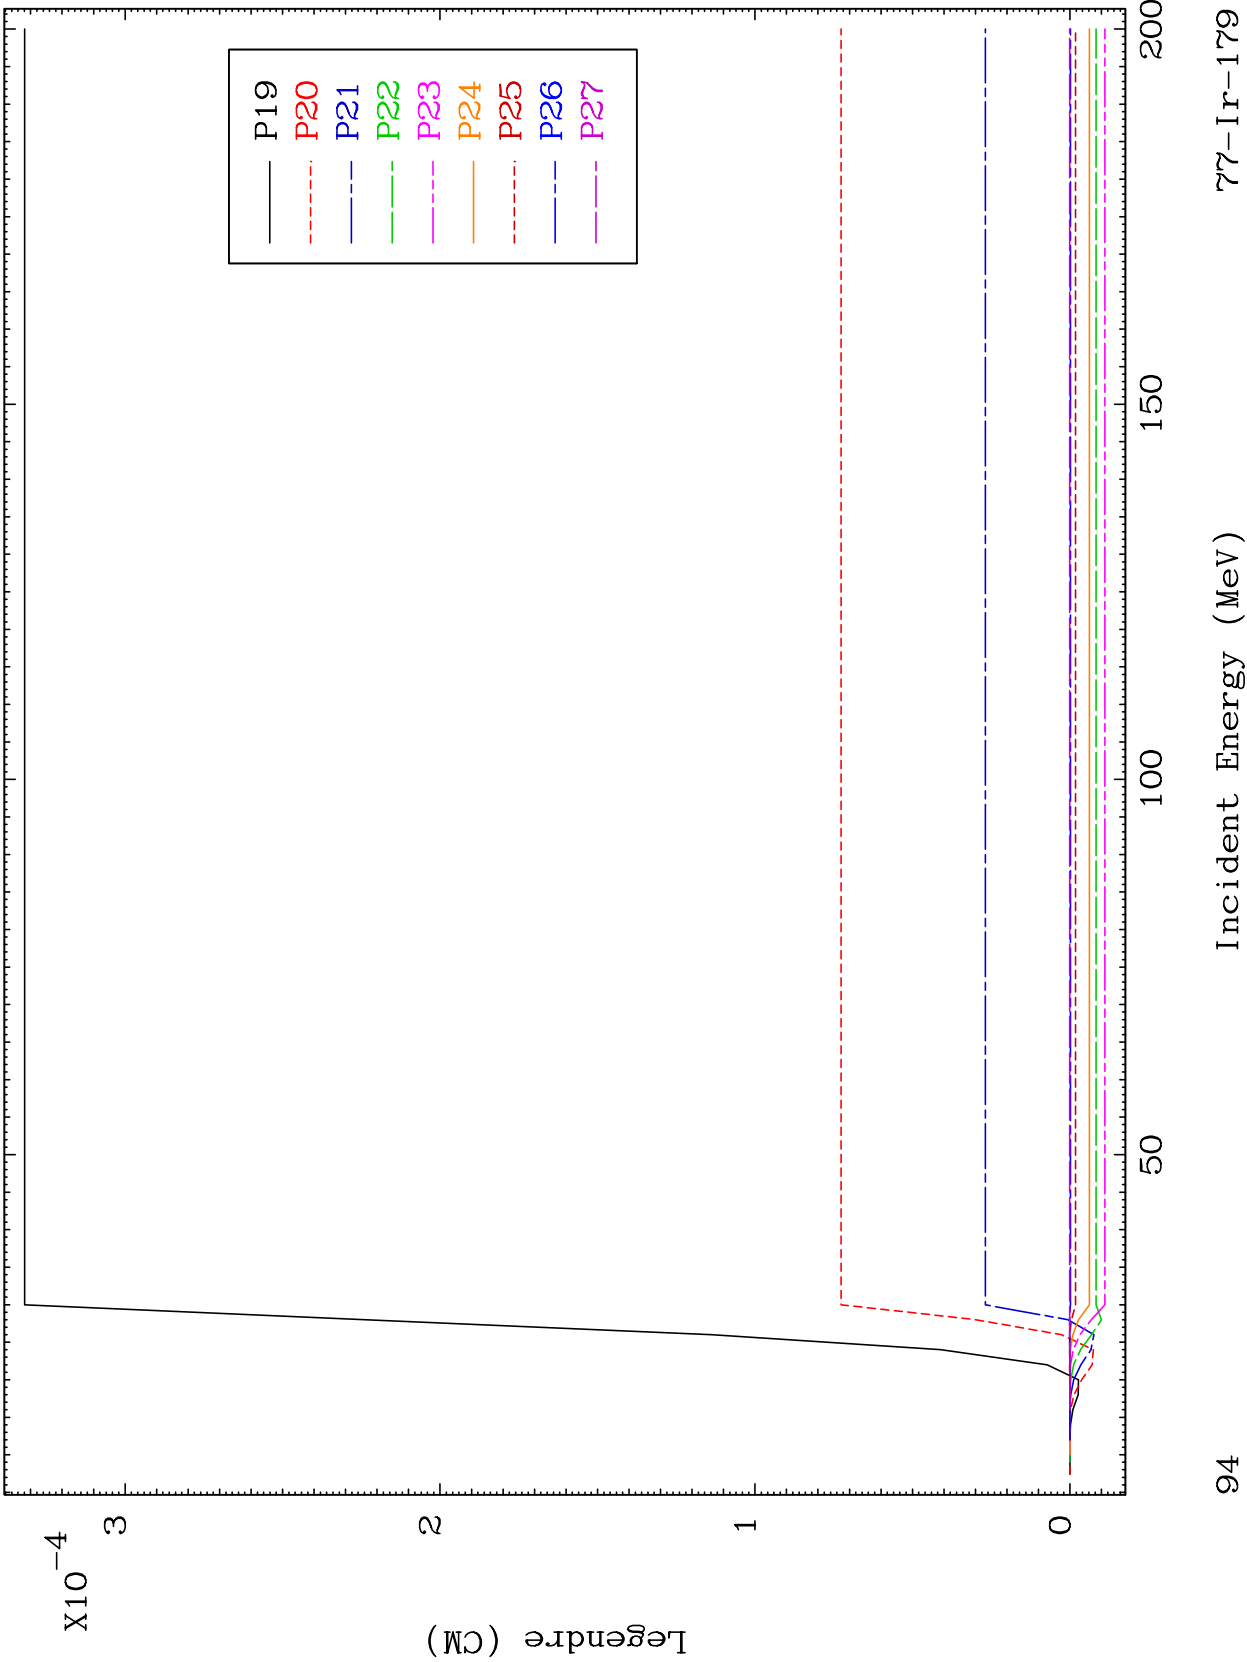 X10-4
3
2
1
0
Legendre (CM)
P19
P20
P21
P22
P23
P24
P25
P26
P27
50
100
150
200
94
Incident Energy (MeV)
77-Ir-179